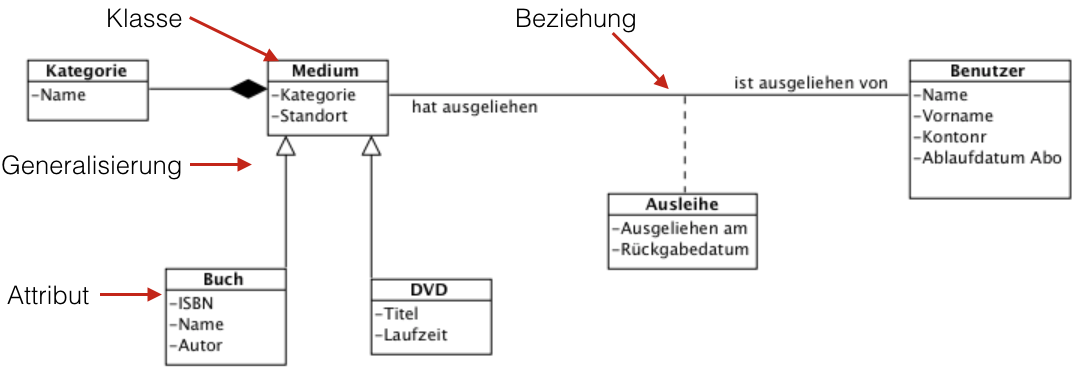 Klasse
Beziehung
Kategorie
-Name
Medium
-Kategorie
-Standort
hat ausgeliehen
ist ausgeliehen von
Benutzer
-Name
-Vorname
-Kontonr
-Ablaufdatum Abo
Generalisierung
Ausleihe
-Ausgeliehen am
-Rückgabedatum
Attribut
Buch
-ISBN
-Name
-Autor
DVD
-Titel
-Laufzeit